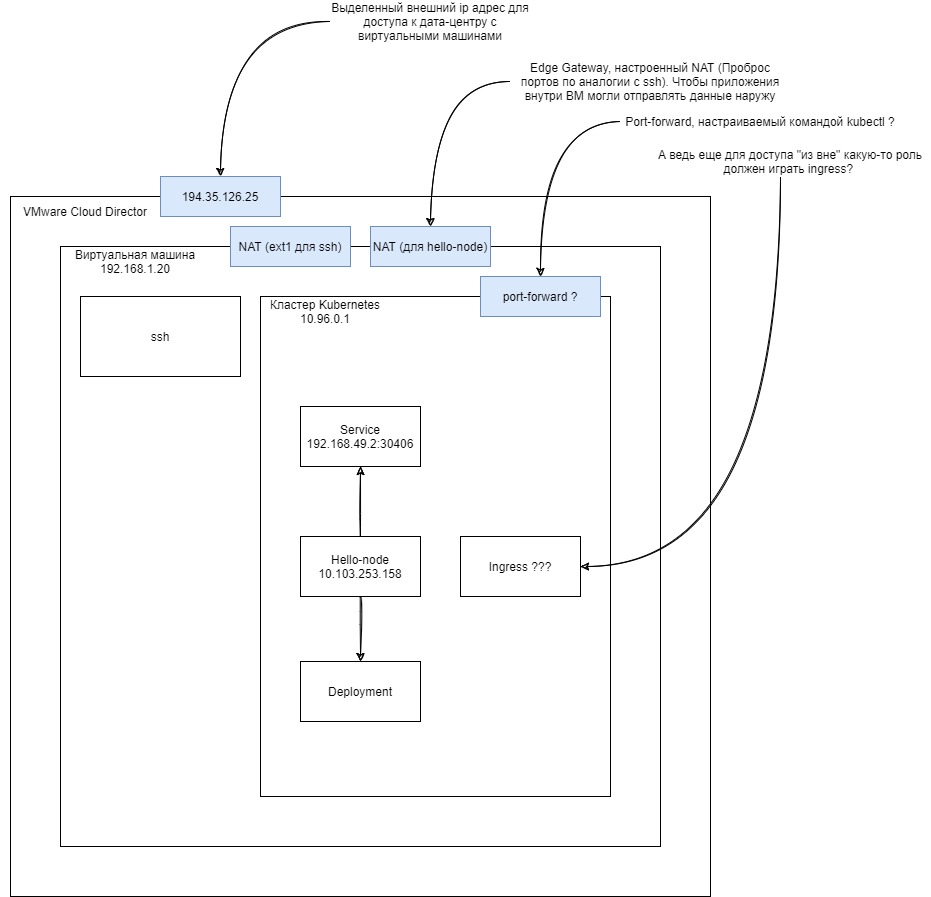 Выделенный внешний ip адрес для
доступа к дата-центру с
виртуальными машинами
Edge Gateway, настроенный NAT (Проброс
портов по аналогии с ssh). Чтобы приложения
внутри ВМ могли отправлять данные наружу
Port-forward, настраиваемый командой kubectl ?
А ведь еще для доступа "из вне" какую-то роль
должен играть ingress?
194.35.126.25
VMware Cloud Director
NAT (ext1 для ssh)
NAT (для hello-node)
Виртуальная машина
192.168.1.20
port-forward ?
Кластер Kubernetes
10.96.0.1
ssh
Service
192.168.49.2:30406
Hello-node
10.103.253.158
Ingress ???
Deployment